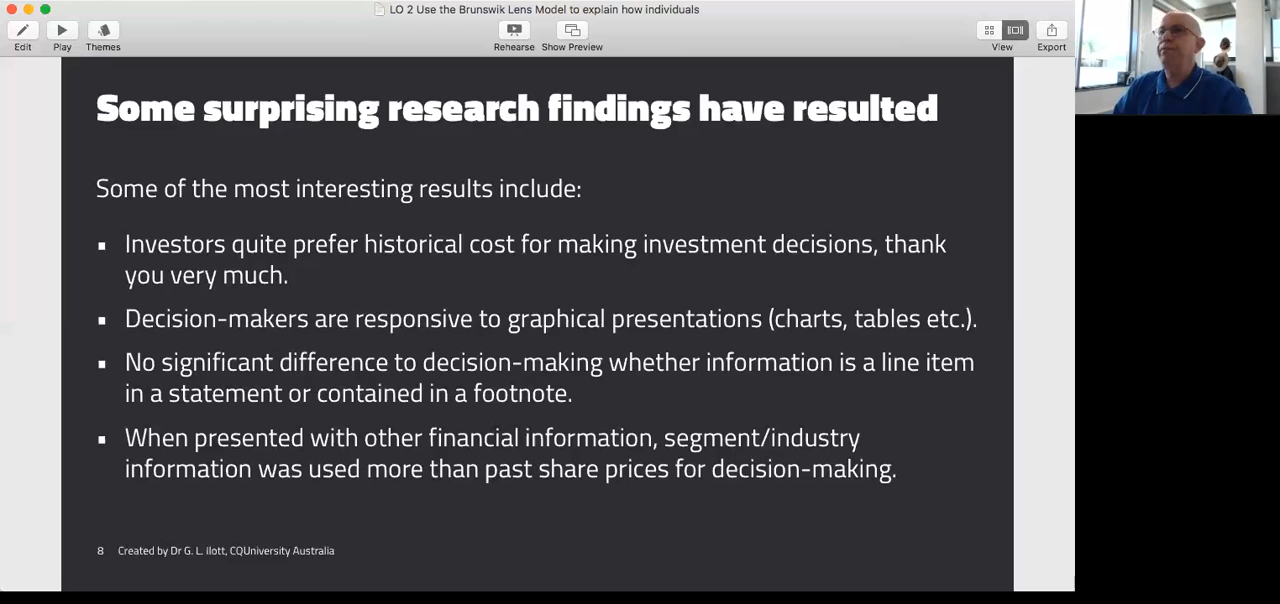 LO 2 Use the Brunswik Lens Model to explain how individuals
Edit
Play
Themes
Rehearse
Show Preview
View
Export
Some surprising research findings have resulted
Some of the most interesting results include:
▪ Investors quite prefer historical cost for making investment decisions, thank
you very much.
▪ Decision-makers are responsive to graphical presentations (charts, tables etc.).
▪ No significant difference to decision-making whether information is a line item
in a statement or contained in a footnote.
▪ When presented with other financial information, segment/industry
information was used more than past share prices for decision-making.
8 Created by Dr G. L. Ilott, CQUniversity Australia